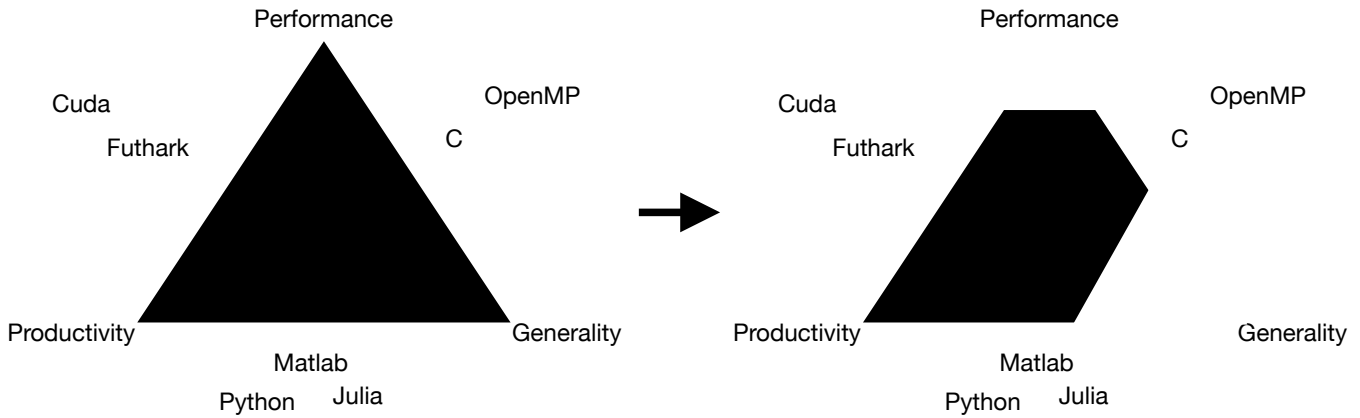 Performance
Cuda
OpenMP
Futhark
C
Productivity
Generality
Matlab
Python
Julia
Performance
Cuda
OpenMP
Futhark
C
Productivity
Generality
Matlab
Python
Julia